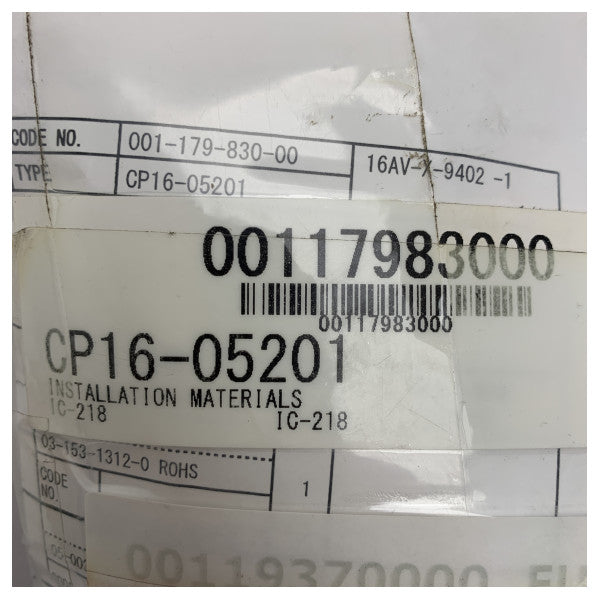 CODE NO. 001-179-830-00 16AV-X-9402 -1
TYPE CP16-05201
00117983000
00117983000
CP16-05201
INSTALLATION MATERIALS
IC-218 IC-218
03-153-1312-0 ROHS
CODE NO. 1
00119370000